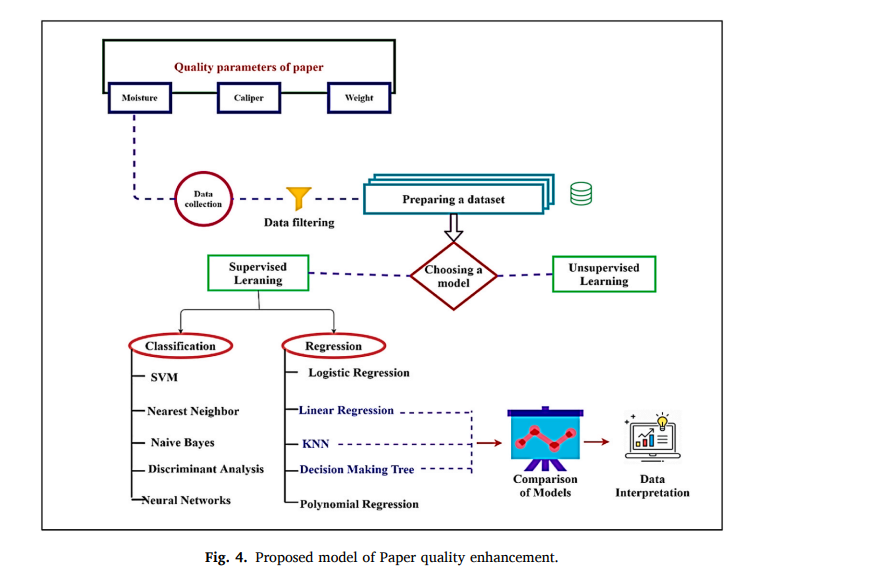 Quality parameters of paper
Moisture
Caliper
Weight
Data
collection
Data filtering
Preparing a dataset
Supervised
Leraning
Choosing a
model
Unsupervised
Learning
Classification
SVM
Nearest Neighbor
Naive Bayes
Discriminant Analysis
Neural Networks
Regression
Logistic Regression
Linear Regression
KNN
Decision Making Tree
Polynomial Regression
Comparison
of Models
Data
Interpretation
Fig. 4. Proposed model of Paper quality enhancement.